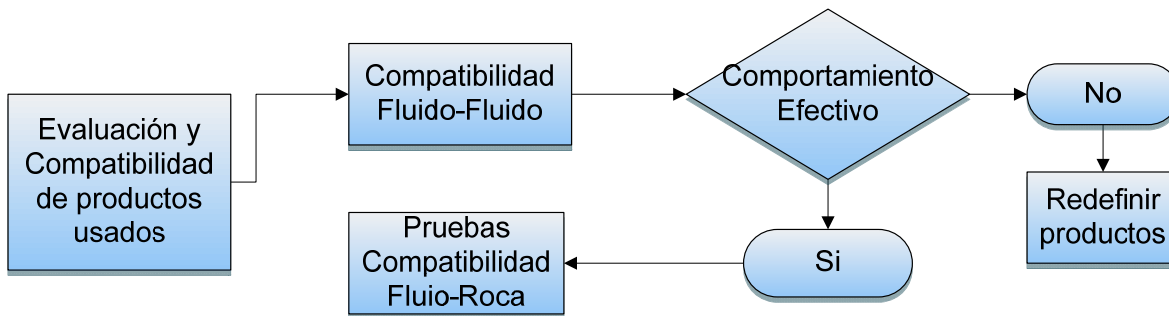 Evaluación y
Compatibilidad
de productos
usados
Compatibilidad
Fluido-Fluido
Comportamiento
Efectivo
No
Redefinir
productos
Si
Pruebas
Compatibilidad
Fluio-Roca